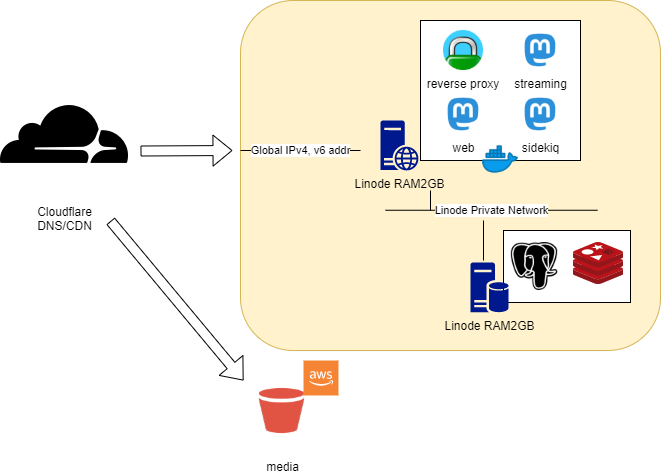 reverse proxy
streaming
web
sidekiq
Global IPv4, v6 addr
Linode RAM2GB
Cloudflare
DNS/CDN
Linode Private Network
Linode RAM2GB
aws
media